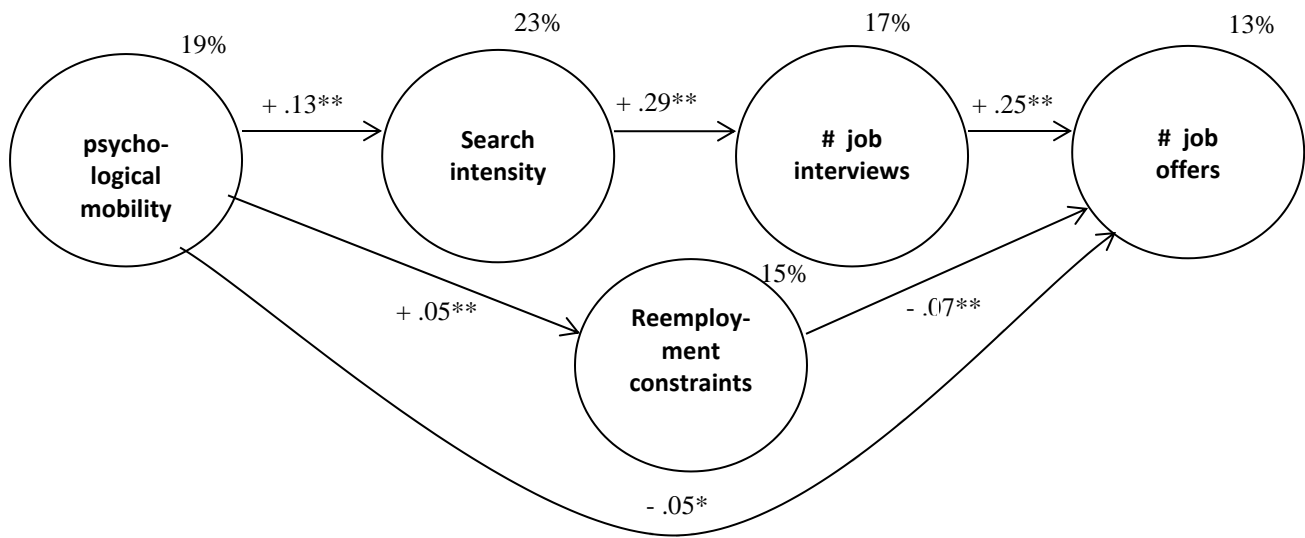 19%
23%
17%
13%
+ .13**
+ .29**
+ .25**
psycho-
logical
mobility
Search
intensity
# job
interviews
# job
offers
15%
+ .05**
- .07**
Reemploy-
ment
constraints
- .05*